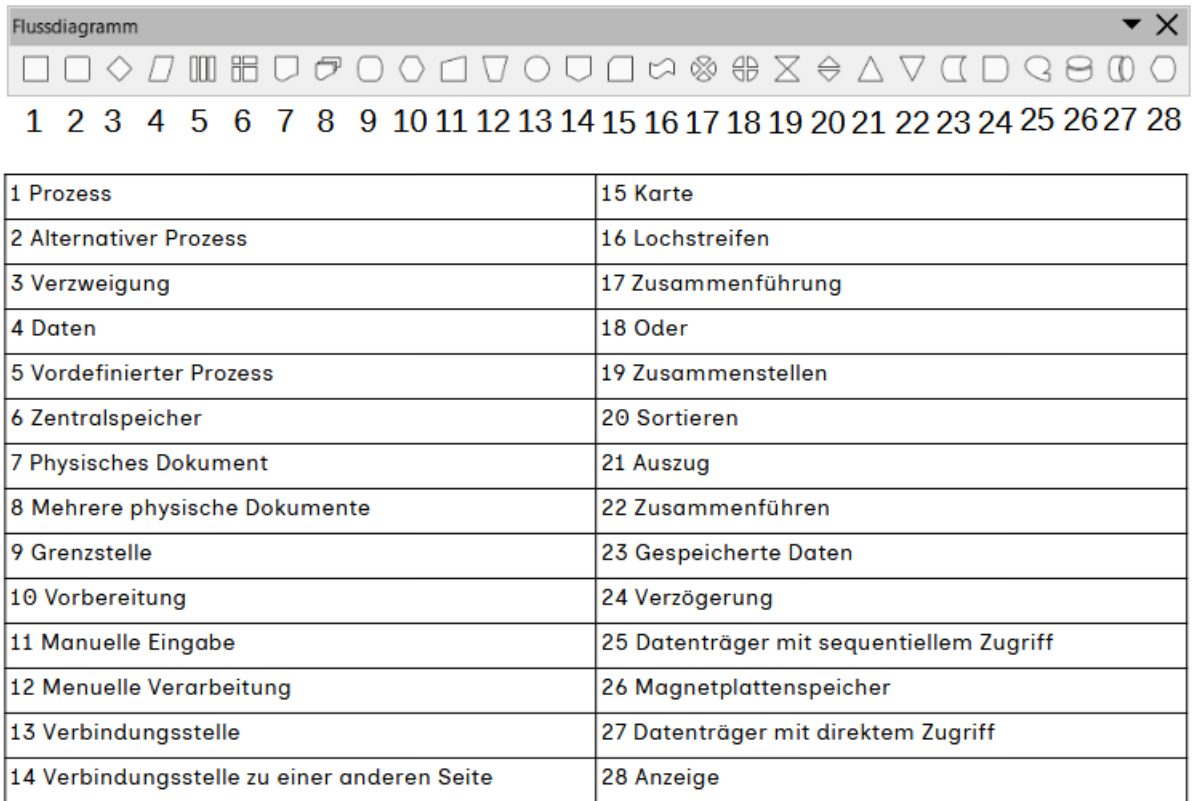 Flussdiagramm
1 2 3 4 5 6 7 8 9 10 11 12 13 14 15 16 17 18 19 20 21 22 23 24 25 26 27 28
1 Prozess
15 Karte
2 Alternativer Prozess
16 Lochstreifen
3 Verzweigung
17 Zusammenführung
4 Daten
18 Oder
5 Vordefinierter Prozess
19 Zusammenstellen
6 Zentralspeicher
20 Sortieren
7 Physisches Dokument
21 Auszug
8 Mehrere physische Dokumente
22 Zusammenführen
9 Grenzstelle
23 Gespeicherte Daten
10 Vorbereitung
24 Verzögerung
11 Manuelle Eingabe
25 Datenträger mit sequentiellem Zugriff
12 Menuelle Verarbeitung
26 Magnetplattenspeicher
13 Verbindungsstelle
27 Datenträger mit direktem Zugriff
14 Verbindungsstelle zu einer anderen Seite
28 Anzeige